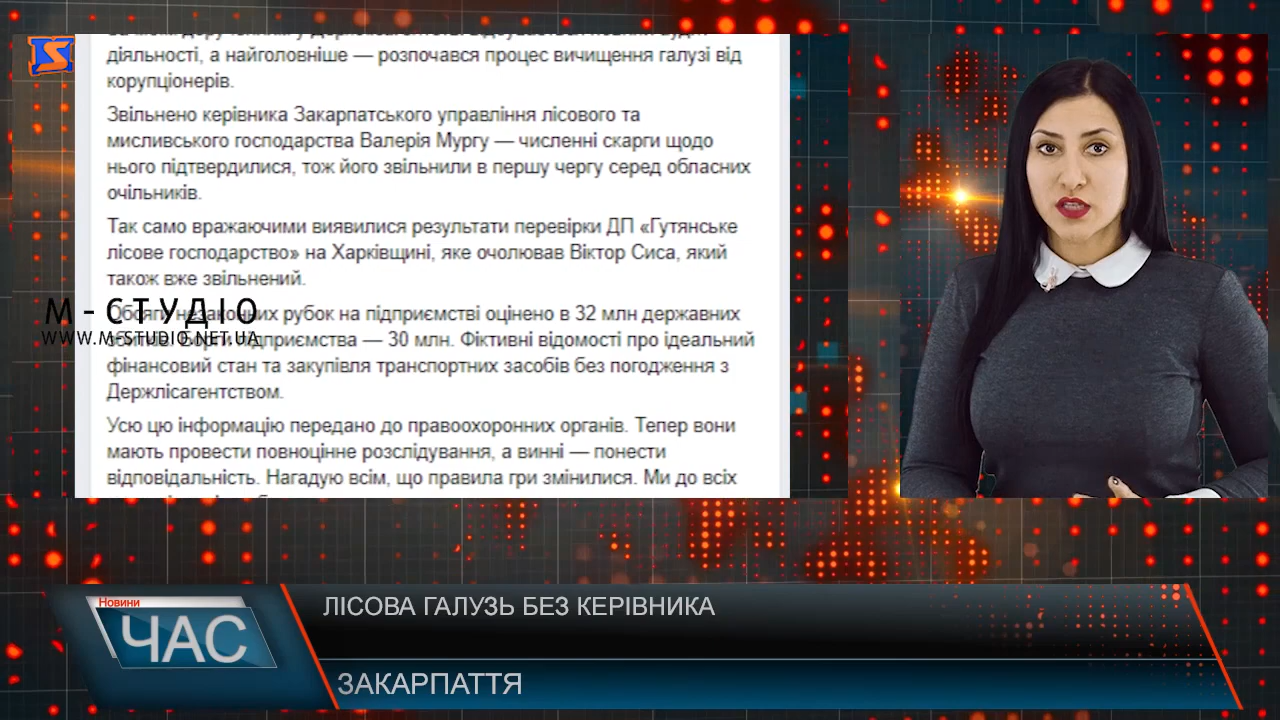 діяльності, а найголовніше — розпочався процес вичищення галузі від
корупціонерів.
Звільнено керівника Закарпатського управління лісового та
мисливського господарства Валерія Мургу — численні скарги щодо
нього підтвердилися, тож його звільнили в першу чергу серед обласних
очільників.
Так само вражаючими виявилися результати перевірки ДП «Гутянське
лісове господарство» на Харківщині, яке очолював Віктор Сиса, який
також вже звільнений.
М-СТУДІО
Обсяги незаконних рубок на підприємстві оцінено в 32 млн державних
WWW.M-STUDIO.NET.UA
підприємства — 30 млн. Фіктивні відомості про ідеальний
фінансовий стан та закупівля транспортних засобів без погодження з
Держлісагентством.
Усю цю інформацію передано до правоохоронних органів. Тепер вони
мають провести повноцінне розслідування, а винні — понести
відповідальність. Нагадую всім, що правила гри змінилися. Ми до всіх
Новини
ЧАС
ЛІСОВА ГАЛУЗЬ БЕЗ КЕРІВНИКА
ЗАКАРПАТТЯ